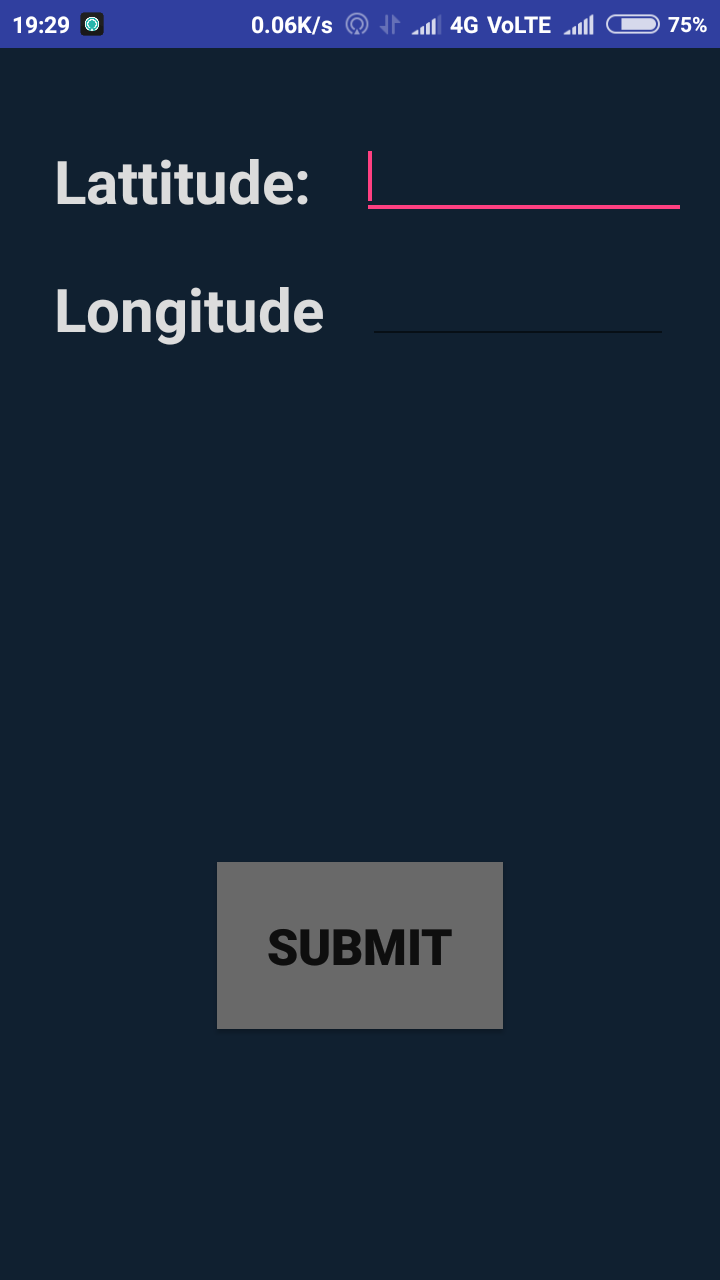 19:29 0.06K/s 4G VoLTE 75%
Lattitude:
Longitude
SUBMIT